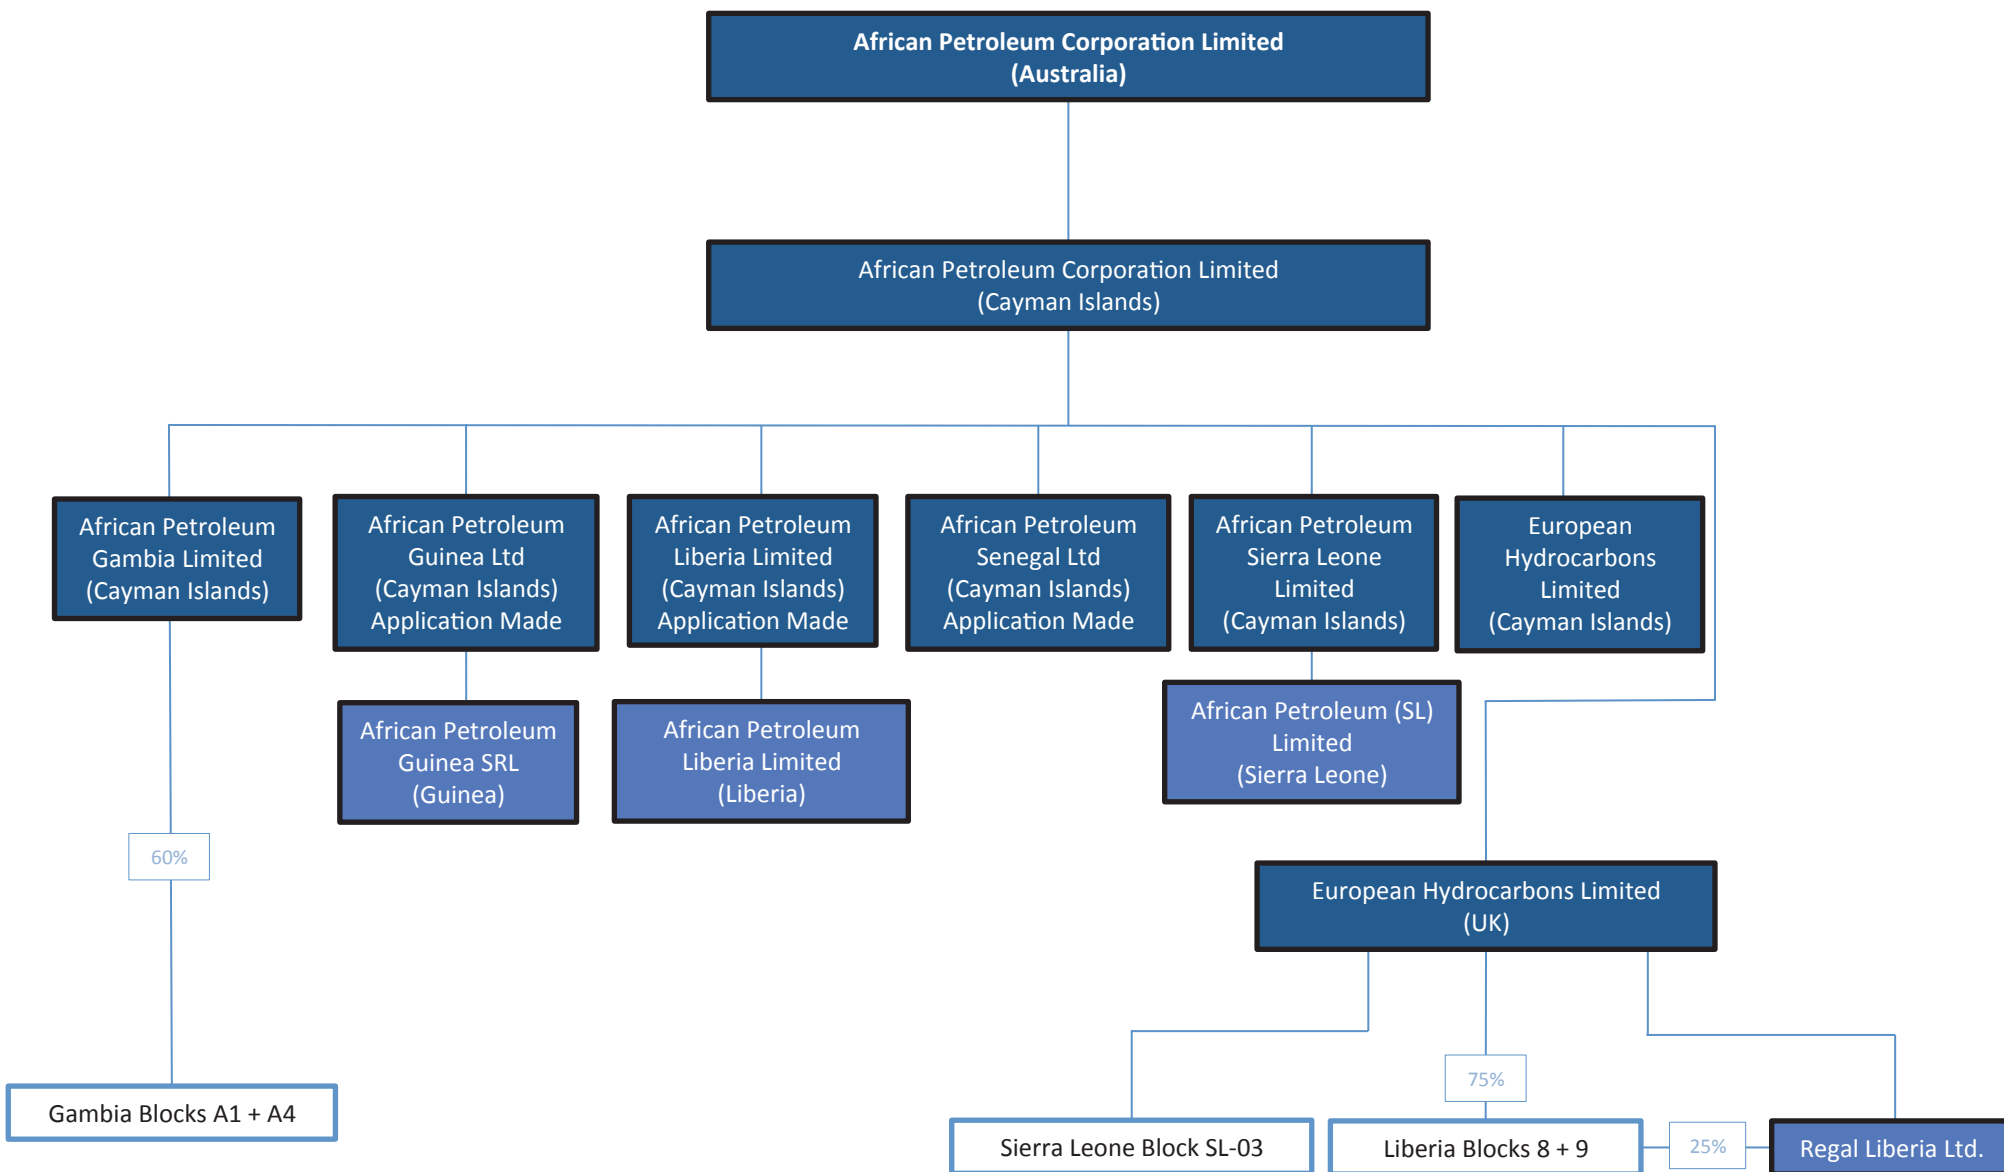 African Petroleum Corporation Limited
(Australia)
African Petroleum Corporation Limited
(Cayman Islands)
African Petroleum
Gambia Limited
(Cayman Islands)
African Petroleum
Guinea Ltd
(Cayman Islands)
Application Made
African Petroleum
Liberia Limited
(Cayman Islands)
Application Made
African Petroleum
Senegal Ltd
(Cayman Islands)
Application Made
African Petroleum
Sierra Leone
Limited
(Cayman Islands)
European
Hydrocarbons
Limited
(Cayman Islands)
African Petroleum
Guinea SRL
(Guinea)
African Petroleum
Liberia Limited
(Liberia)
African Petroleum (SL)
Limited
(Sierra Leone)
60%
European Hydrocarbons Limited
(UK)
75%
Gambia Blocks A1 + A4
Sierra Leone Block SL-03
Liberia Blocks 8 + 9
25%
Regal Liberia Ltd.